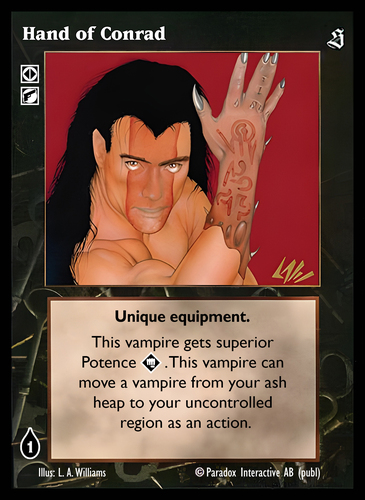 Hand of Conrad
Unique equipment.
This vampire gets superior
Potence . This vampire can
move a vampire from your ash
heap to your uncontrolled
region as an action.
1
Illus: L. A. Williams
© Paradox Interactive AB (publ)